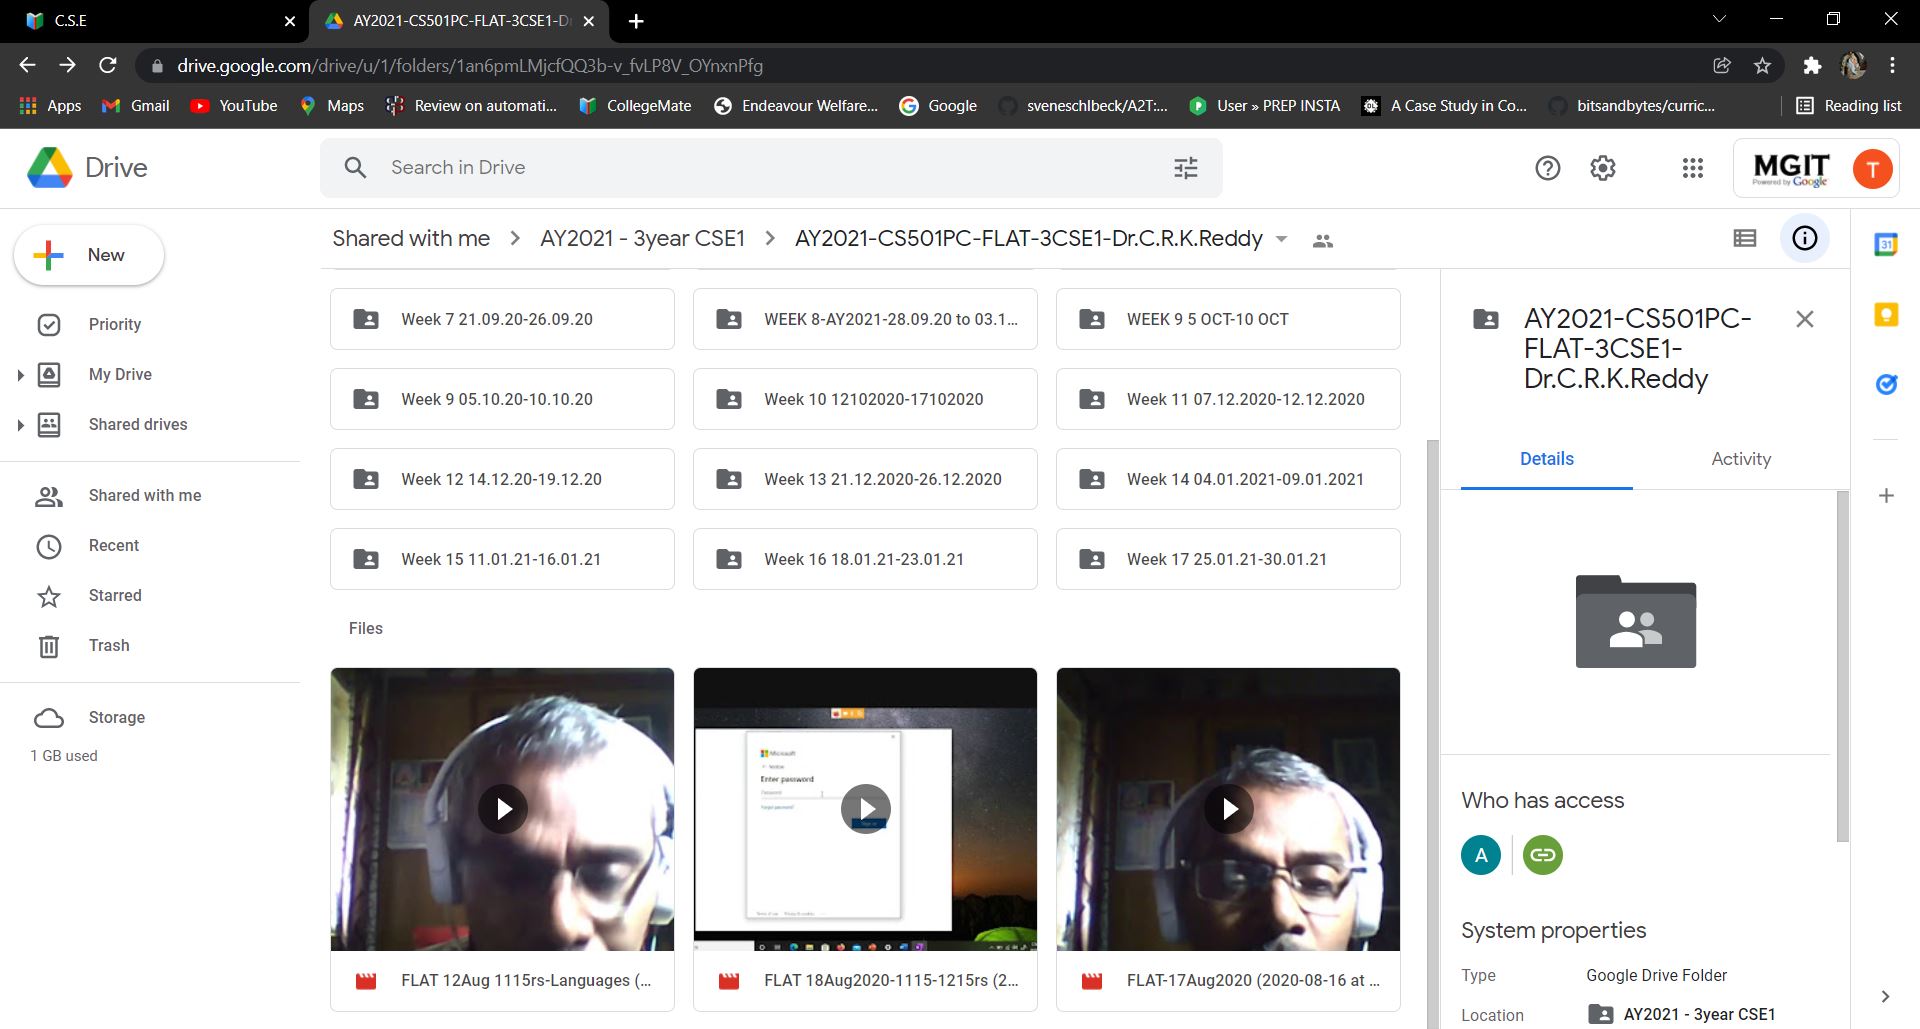 C.S.E
AY2021-CS501PC-FLAT-3CSE1-D
drive.google.com/drive/u/1/folders/1an6pmLMjcfQQ3b-v_fvLP8V_OYnxnPfg
Apps Gmail YouTube Maps Review on automati... CollegeMate Endeavour Welfare... Google sveneschlbeck/A2T:... User » PREP INSTA A Case Study in Co... bitsandbytes/curric... Reading list
Drive
Search in Drive
MGIT
Powered by Google
T
New
Shared with me > AY2021 - 3year CSE1 > AY2021-CS501PC-FLAT-3CSE1-Dr.C.R.K.Reddy
31
Priority
My Drive
Shared drives
Shared with me
Recent
Starred
Trash
Storage
1 GB used
Week 7 21.09.20-26.09.20
WEEK 8-AY2021-28.09.20 to 03.1...
WEEK 9 5 OCT-10 OCT
Week 9 05.10.20-10.10.20
Week 10 12102020-17102020
Week 11 07.12.2020-12.12.2020
Week 12 14.12.20-19.12.20
Week 13 21.12.2020-26.12.2020
Week 14 04.01.2021-09.01.2021
Week 15 11.01.21-16.01.21
Week 16 18.01.21-23.01.21
Week 17 25.01.21-30.01.21
Files
Microsoft
Enter password
Password
Forgot password?
Sign in
FLAT 12Aug 1115rs-Languages (...
FLAT 18Aug2020-1115-1215rs (2...
FLAT-17Aug2020 (2020-08-16 at ...
AY2021-CS501PC-
FLAT-3CSE1-
Dr.C.R.K.Reddy
Details
Activity
Who has access
A
System properties
Type Google Drive Folder
Location AY2021 - 3year CSE1